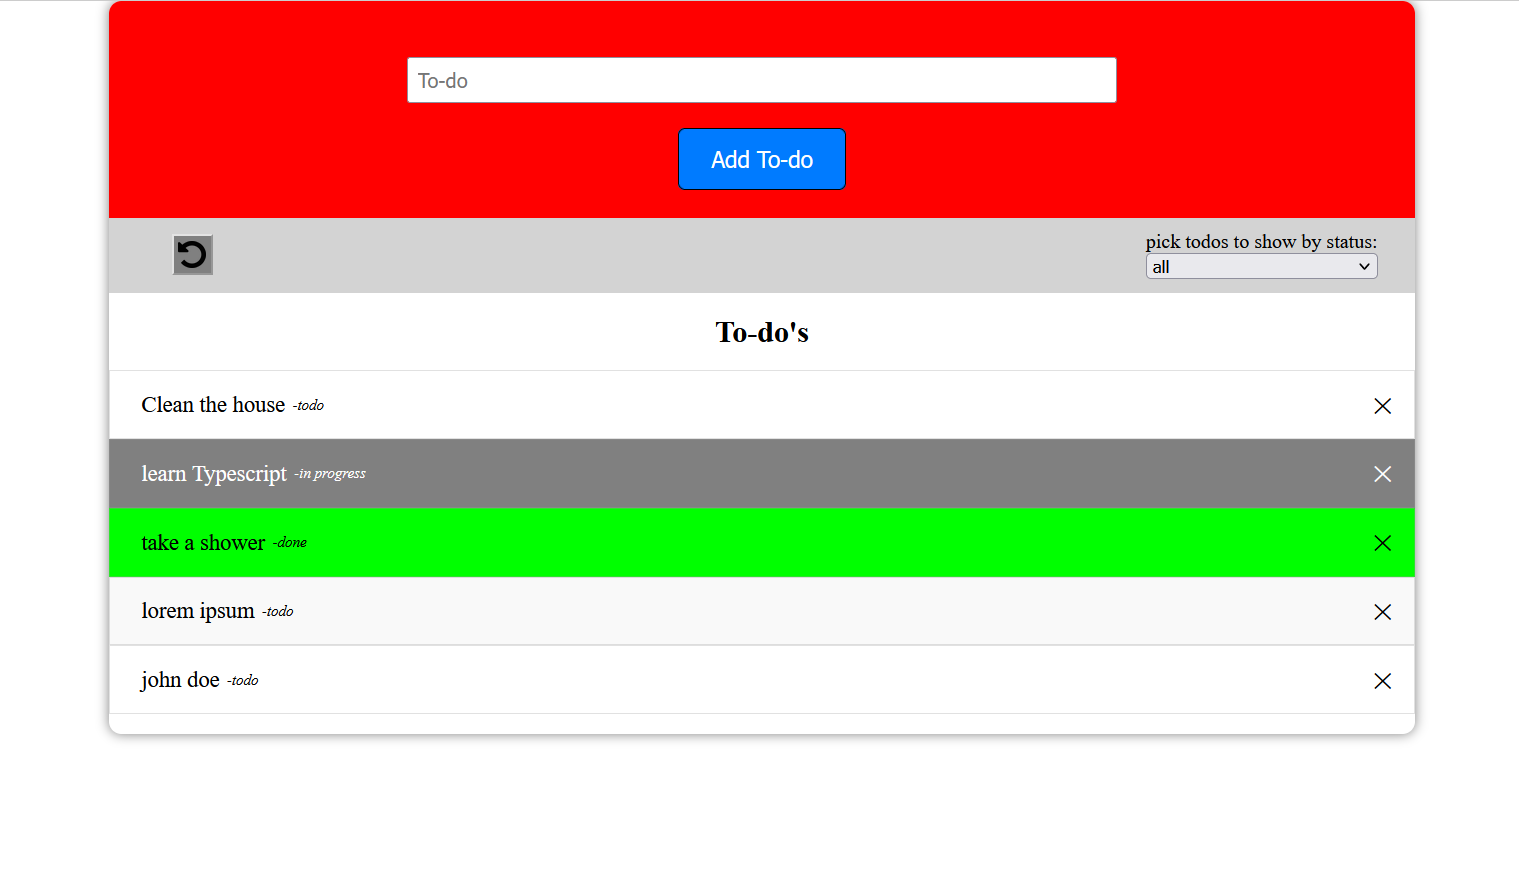 To-do
Add To-do
pick todos to show by status:
all
To-do's
Clean the house -todo
learn Typescript -in progress
take a shower -done
lorem ipsum -todo
john doe -todo